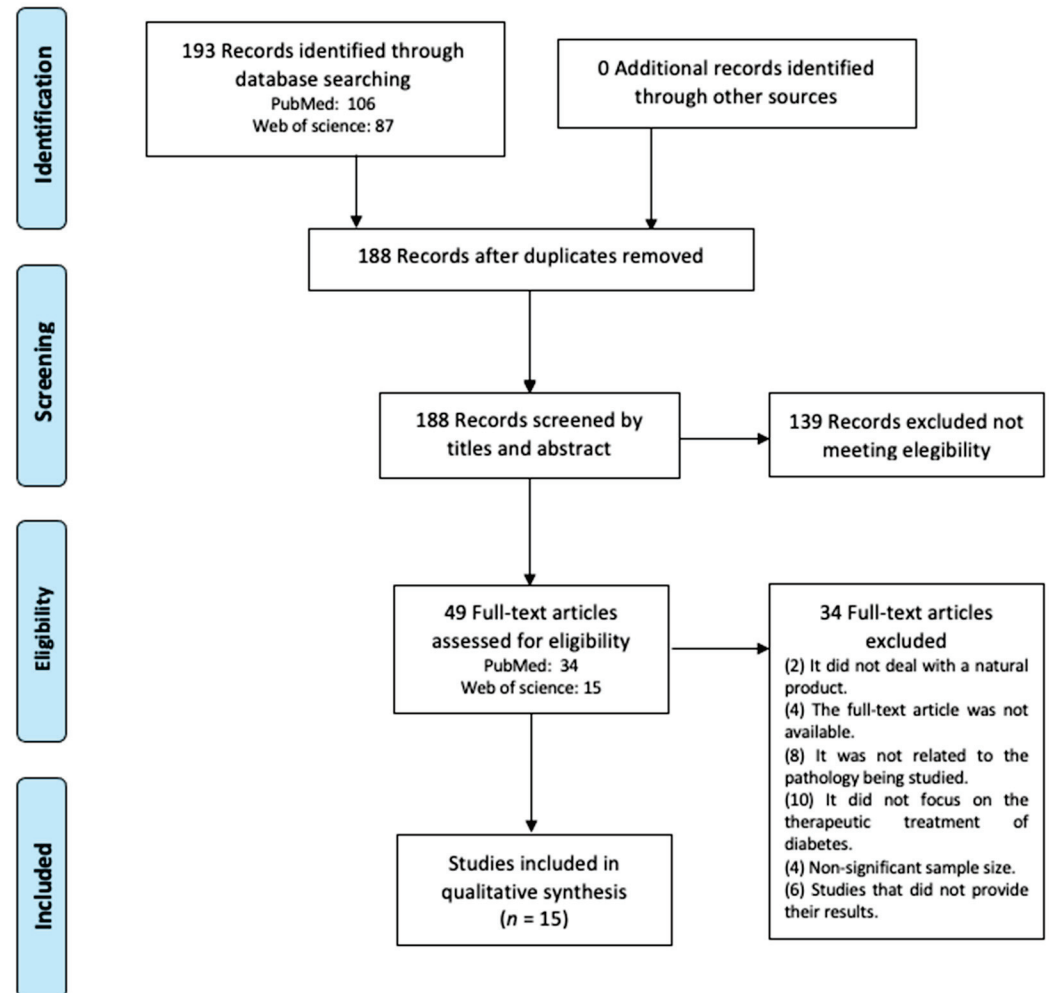 Identification
193 Records identified through
database searching
PubMed: 106
Web of science: 87
0 Additional records identified
through other sources
188 Records after duplicates removed
Screening
188 Records screened by
titles and abstract
139 Records excluded not
meeting elegibility
Eligibility
49 Full-text articles
assessed for eligibility
PubMed: 34
Web of science: 15
34 Full-text articles
excluded
(2) It did not deal with a natural
product.
(4) The full-text article was not
available.
(8) It was not related to the
pathology being studied.
(10) It did not focus on the
therapeutic treatment of
diabetes.
(4) Non-significant sample size.
(6) Studies that did not provide
their results.
Included
Studies included in
qualitative synthesis
(n = 15)